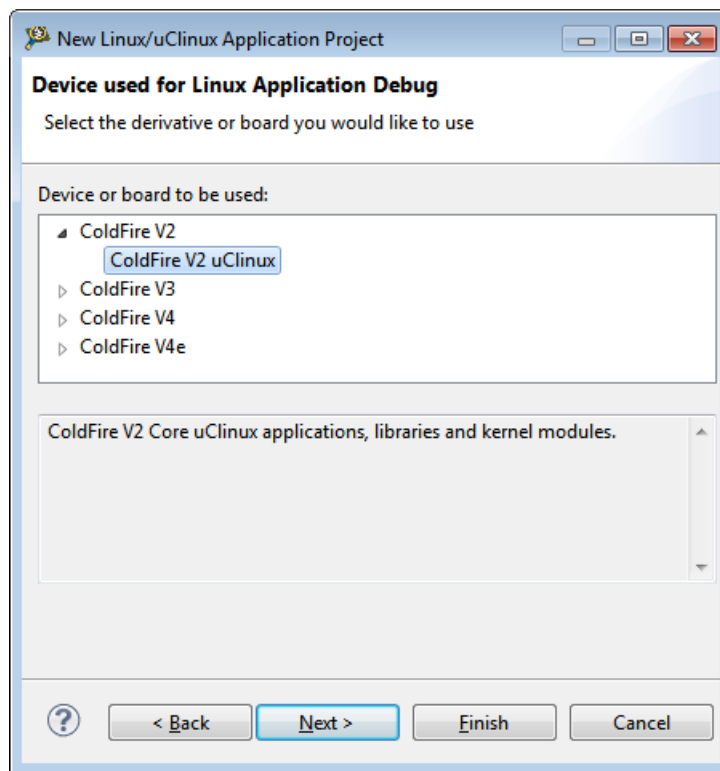 New Linux/uClinux Application Project
Device used for Linux Application Debug
Select the derivative or board you would like to use
Device or board to be used:
ColdFire V2
ColdFire V2 uClinux
ColdFire V3
ColdFire V4
ColdFire V4e
ColdFire V2 Core uClinux applications, libraries and kernel modules.
? < Back Next > Finish Cancel